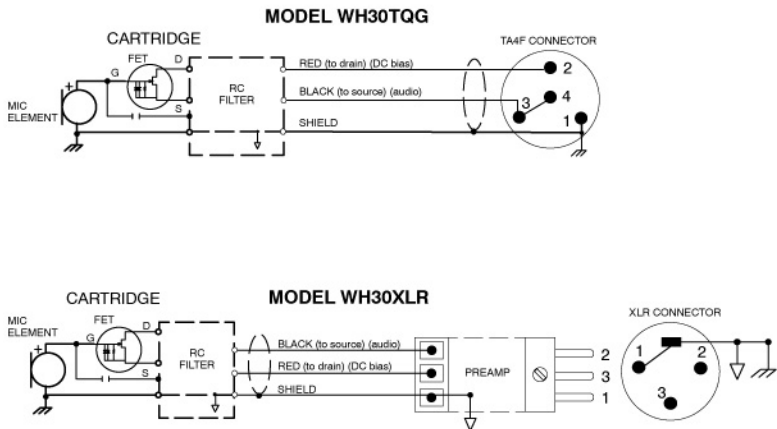 MODEL WH30TQG
CARTRIDGE
FET
G
D
S
+
MIC
ELEMENT
RC
FILTER
RED (to drain) (DC bias)
BLACK (to source) (audio)
SHIELD
TA4F CONNECTOR
2
4
3
1
CARTRIDGE
MODEL WH30XLR
FET
G
D
S
+
MIC
ELEMENT
RC
FILTER
BLACK (to source) (audio)
RED (to drain) (DC bias)
SHIELD
PREAMP
2
3
1
XLR CONNECTOR
1
2
3